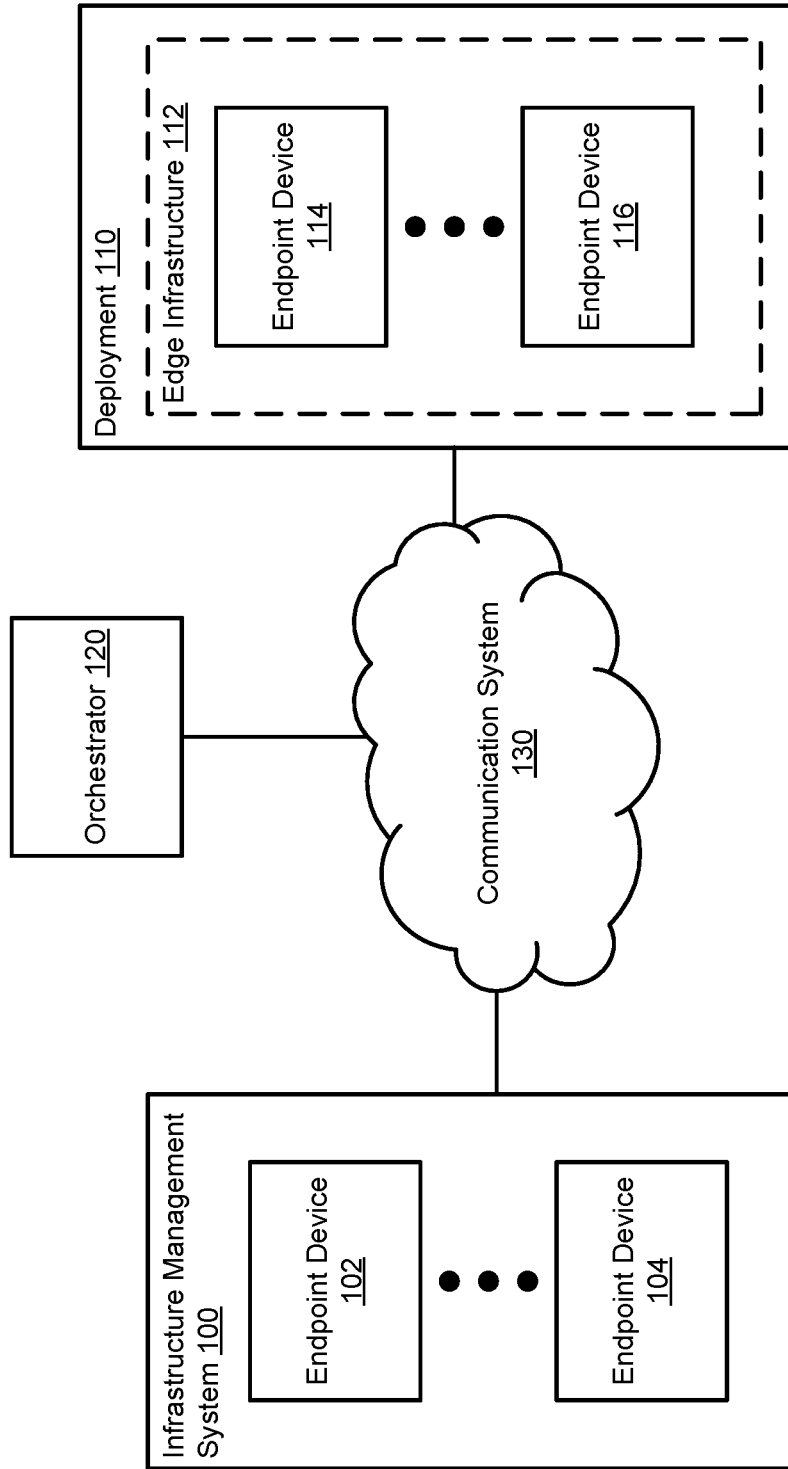 Orchestrator 120
Infrastructure Management
System 100
Endpoint Device
102
Endpoint Device
104
Communication System
130
Deployment 110
Edge Infrastructure 112
Endpoint Device
114
Endpoint Device
116